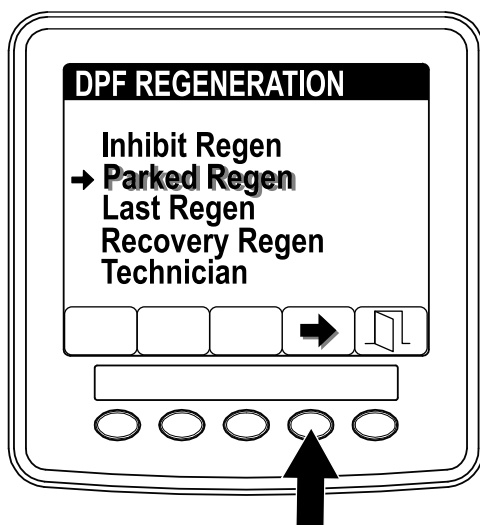 DPF REGENERATION
Inhibit Regen
Parked Regen
Last Regen
Recovery Regen
Technician